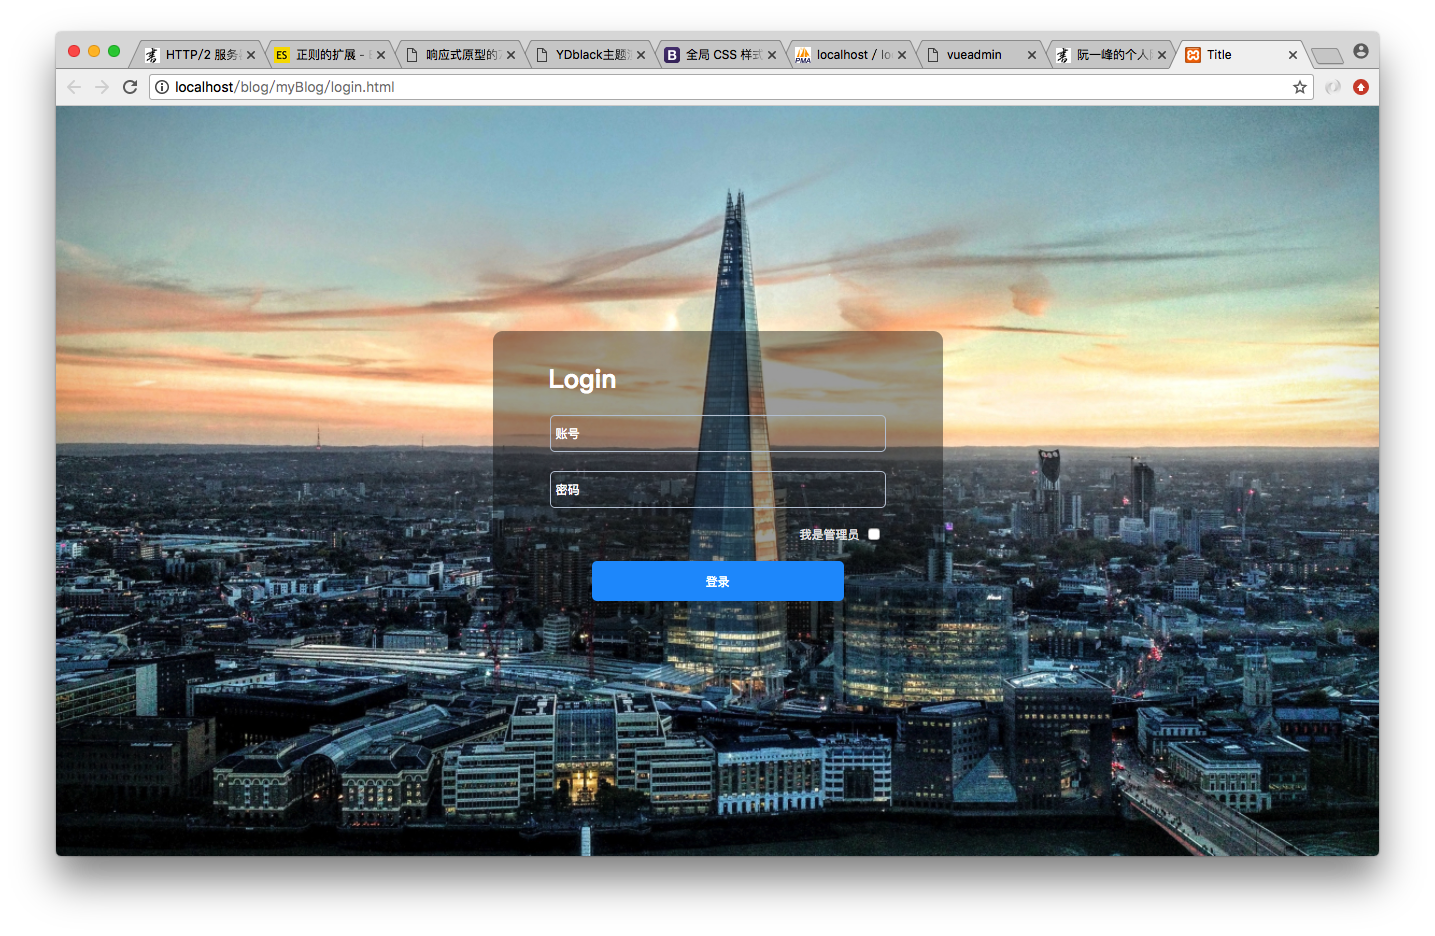 HTTP/2 服务
ES
正则的扩展 -
响应式原型的
YDblack主题
B
全局 CSS 样式
PMA
localhost / lo
vueadmin
阮一峰的个人
Title
localhost/blog/myBlog/login.html
Login
账号
密码
我是管理员
登录